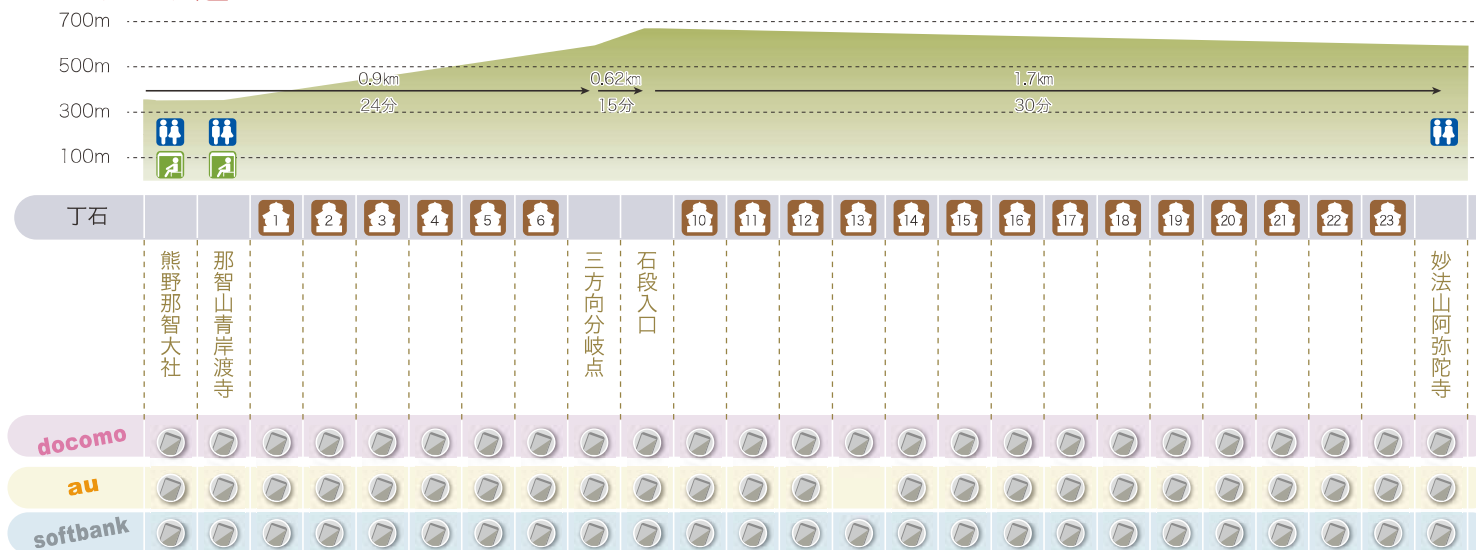 700m
500m
300m
100m
0.9km
24分
0.62km
15分
1.7km
30分
丁石
1 2 3 4 5 6 10 11 12 13 14 15 16 17 18 19 20 21 22 23
熊野那智大社
那智山青岸渡寺
三方向分岐点
石段入口
妙法山阿弥陀寺
docomo
au
softbank